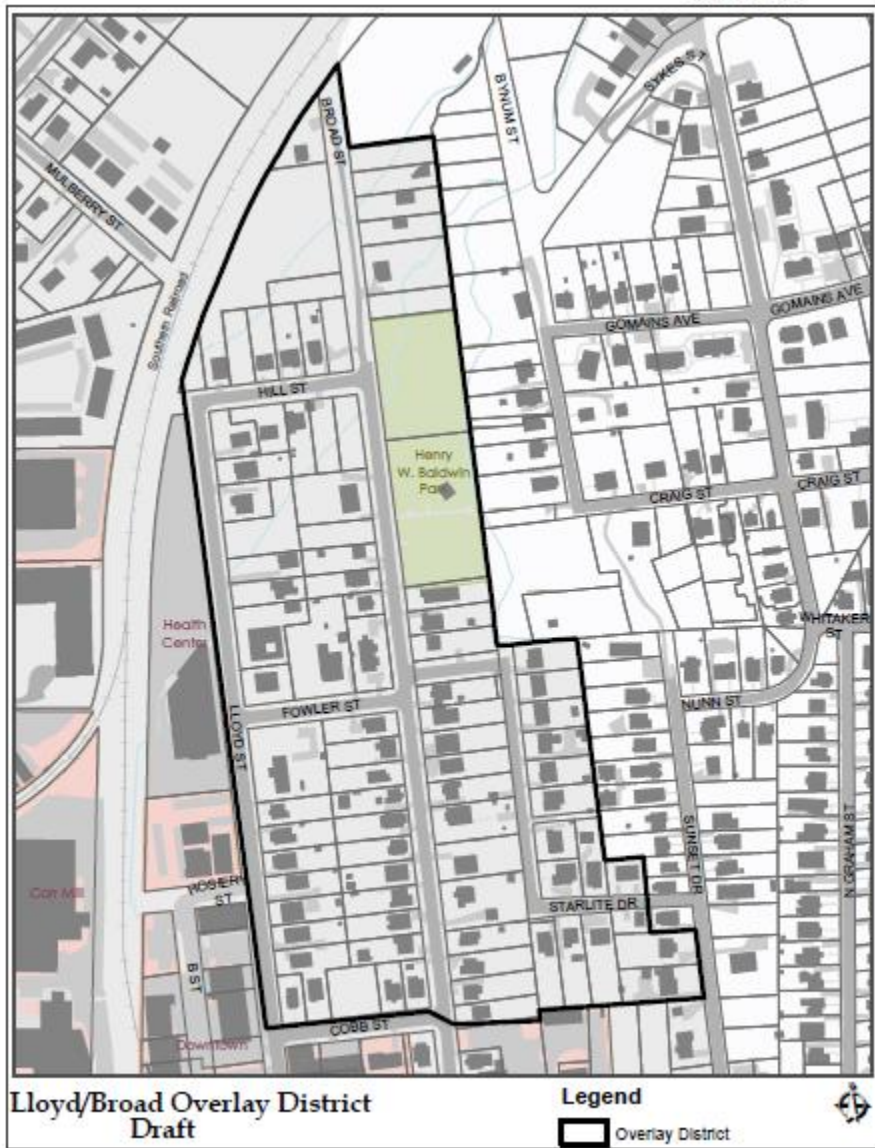 BROAD ST
BYNUM ST
SYKES ST
MULBERRY ST
Southern Railroad
GOMAINS AVE
GOMAINS AVE
HILL ST
Henry
W. Baldwin
Park
CRAIG ST
CRAIG ST
WHITAKER
ST
Health
Center
LLOYD ST
FOWLER ST
NUNN ST
SUNSET DR
N GRAHAM ST
Carr Mill
ROSEMARY
ST
STARLITE DR
B ST
COBB ST
Downtown
Lloyd/Broad Overlay District
Draft
Legend
Overlay District